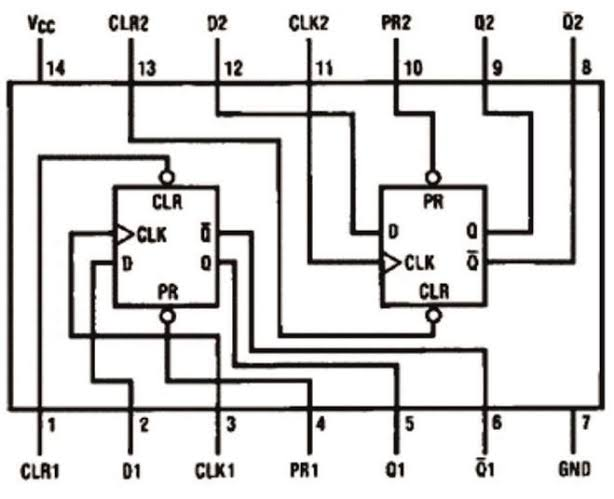 VCC CLR2 D2 CLK2 PR2 Q2 Q̅2
14 13 12 11 10 9 8
CLR PR
CLK Q̅ D Q
D Q CLK Q̅
PR CLR
1 2 3 4 5 6 7
CLR1 D1 CLK1 PR1 Q1 Q̅1 GND